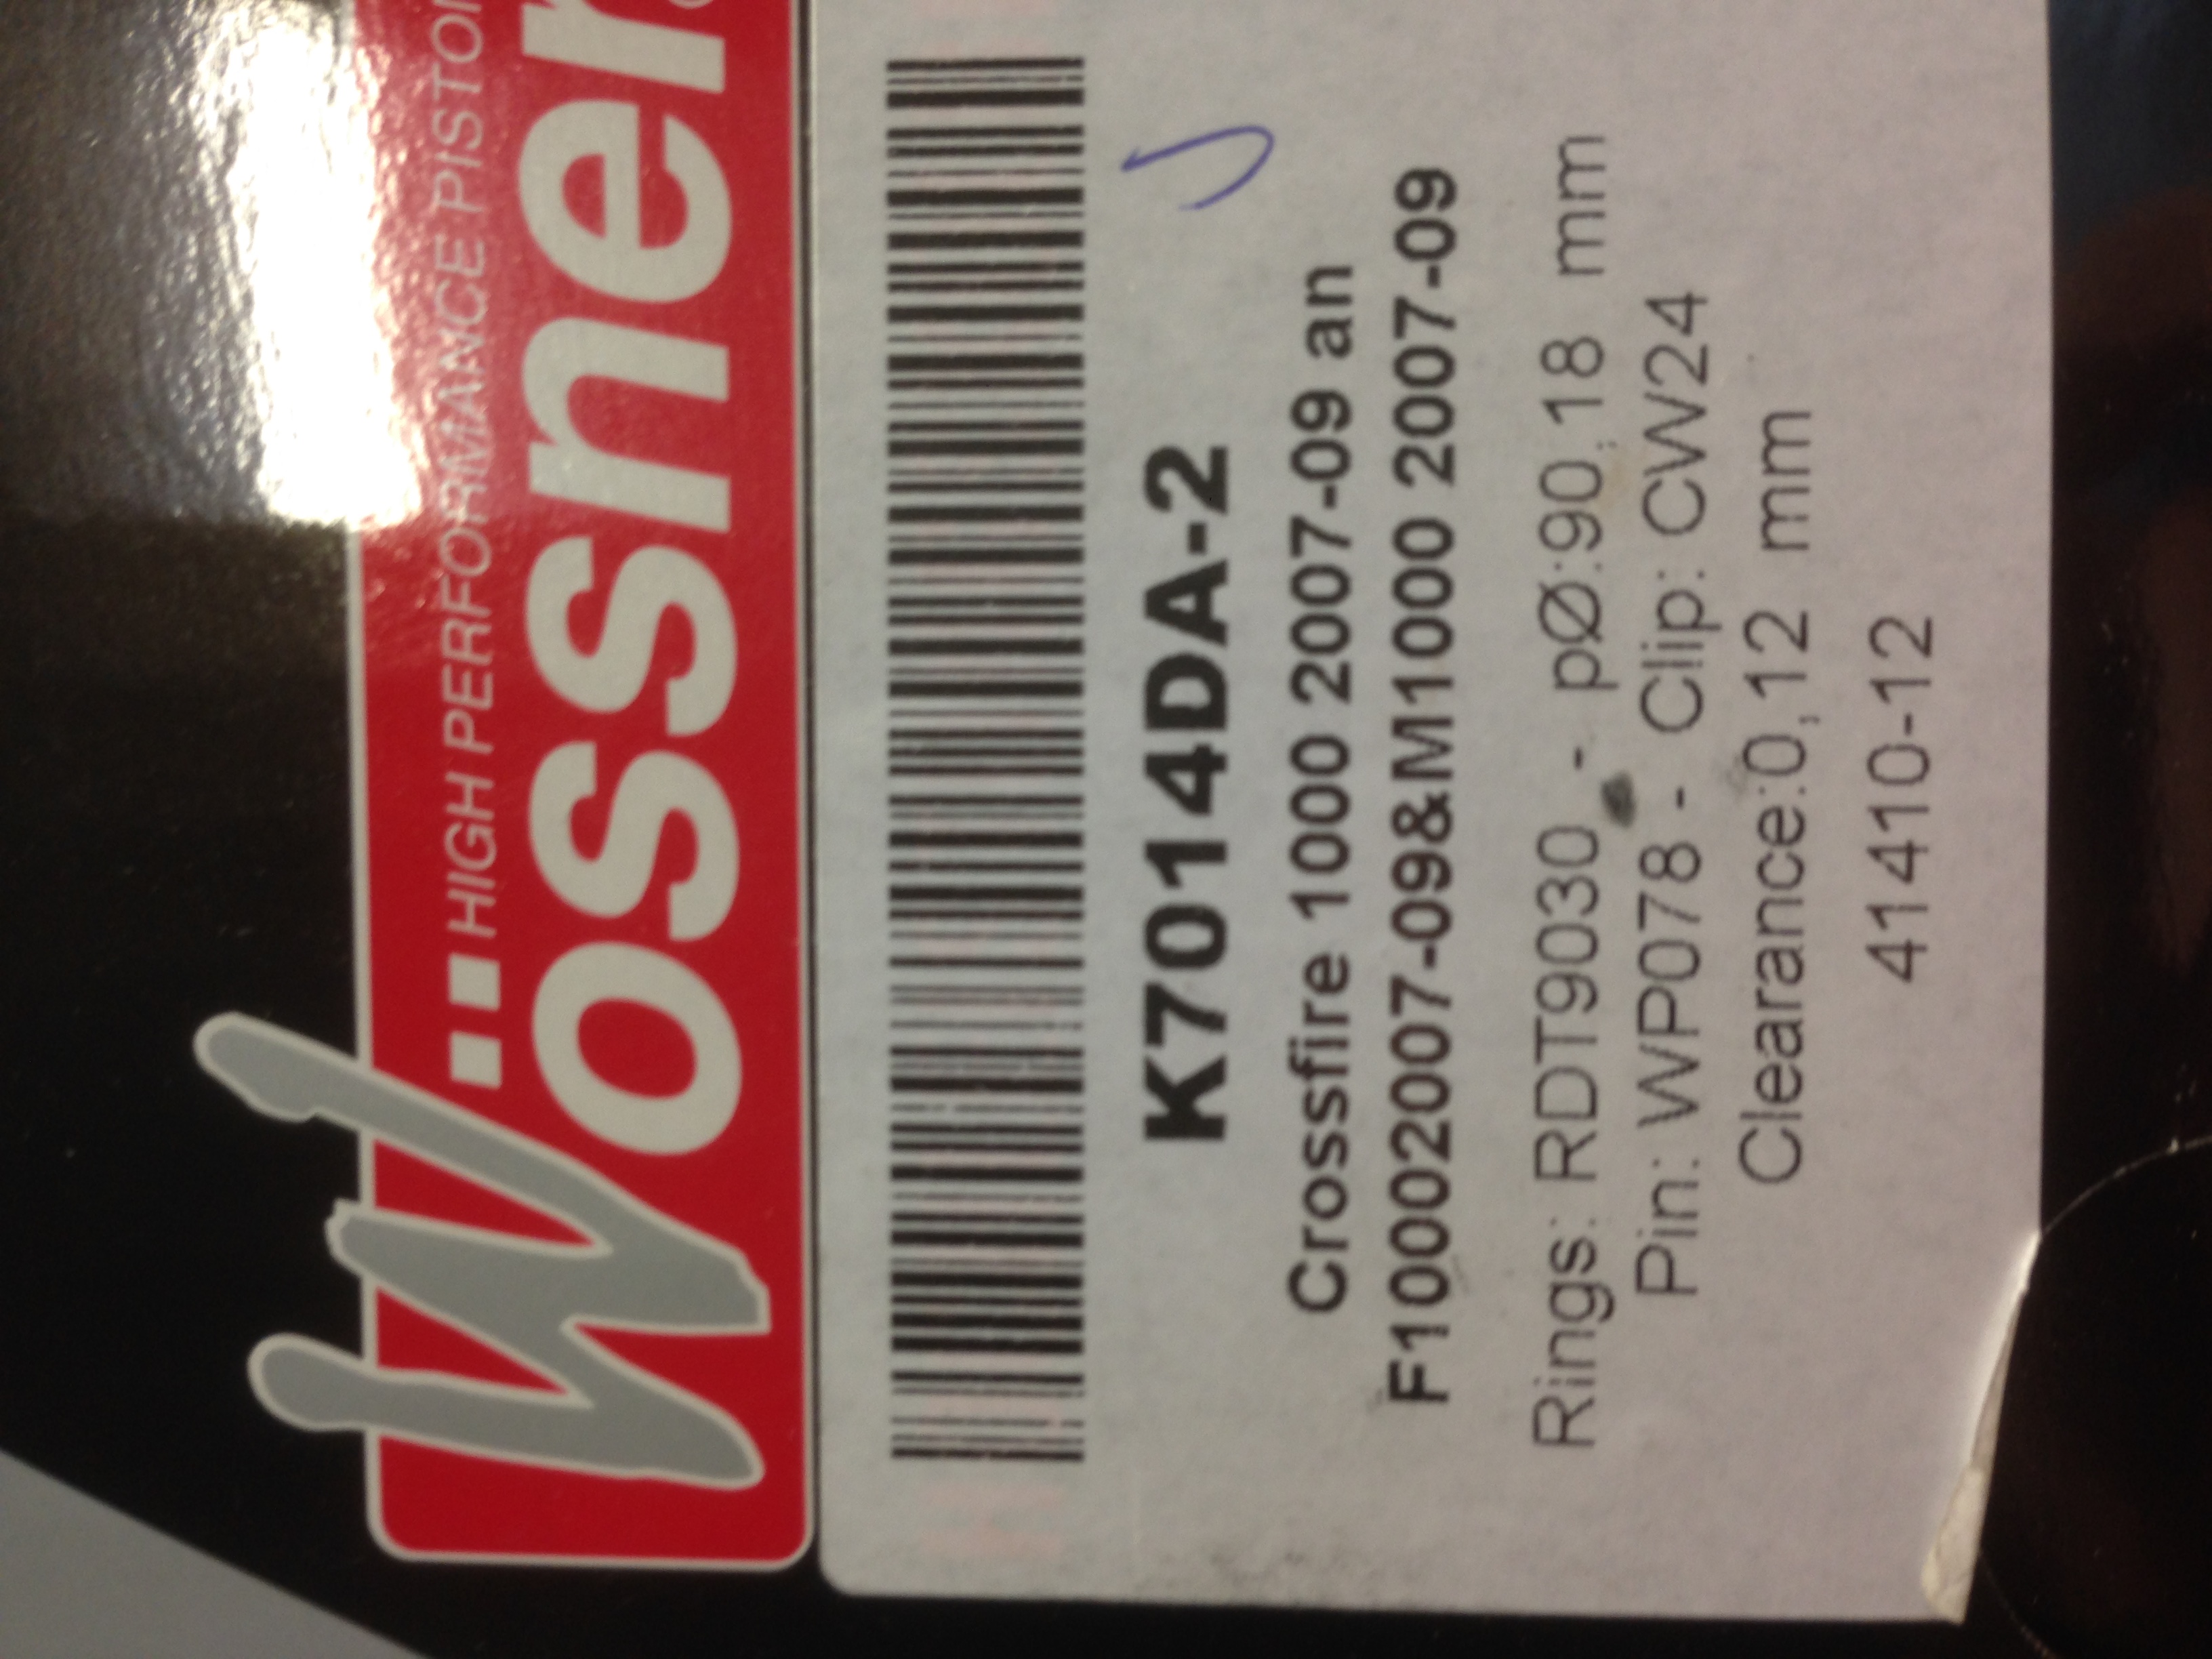 HIGH PERFORMANCE PISTON
Wössner
K7014DA-2
Crossfire 1000 2007-09 an
F10002007-09&M1000 2007-09
Rings: RDT9030 - pØ:90,18 mm
Pin: WP078 - Clip: CW24
Clearance:0,12 mm
41410-12